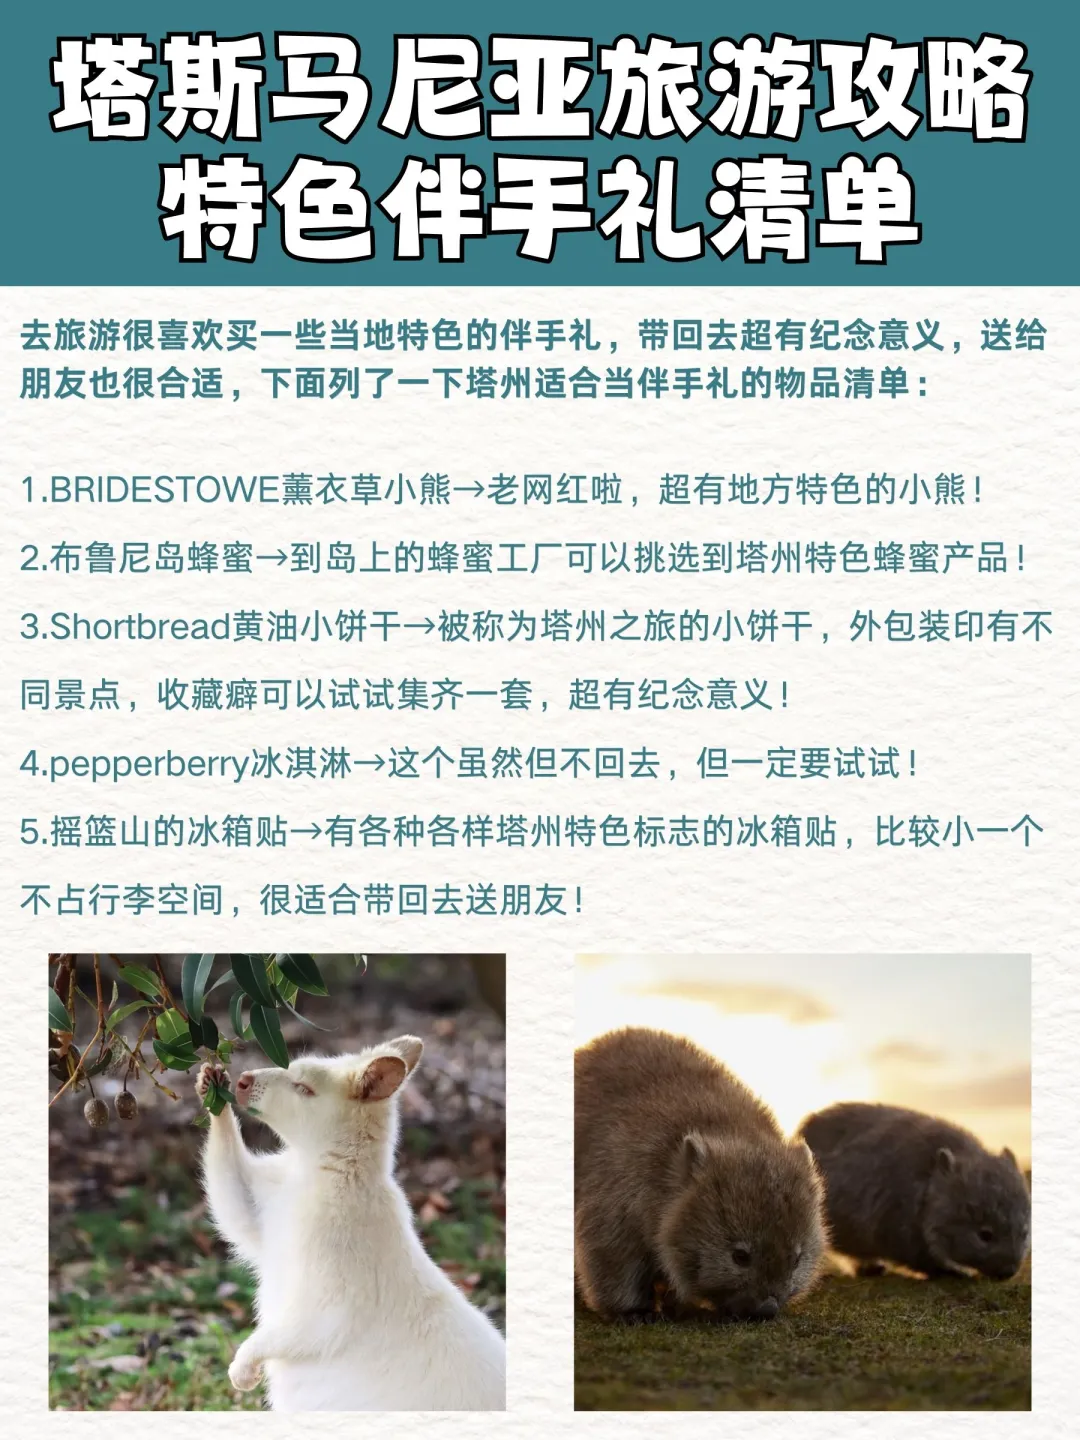 塔斯马尼亚旅游攻略
特色伴手礼清单
去旅游很喜欢买一些当地特色的伴手礼，带回去超有纪念意义，送给
朋友也很合适，下面列了一下塔州适合当伴手礼的物品清单：
1.BRIDESTOWE薰衣草小熊→老网红啦，超有地方特色的小熊！
2.布鲁尼岛蜂蜜→到岛上的蜂蜜工厂可以挑选到塔州特色蜂蜜产品！
3.Shortbread黄油小饼干→被称为塔州之旅的小饼干，外包装印有不
同景点，收藏癖可以试试集齐一套，超有纪念意义！
4.pepperberry冰淇淋→这个虽然但不回去，但一定要试试！
5.摇篮山的冰箱贴→有各种各样塔州特色标志的冰箱贴，比较小一个
不占行李空间，很适合带回去送朋友！